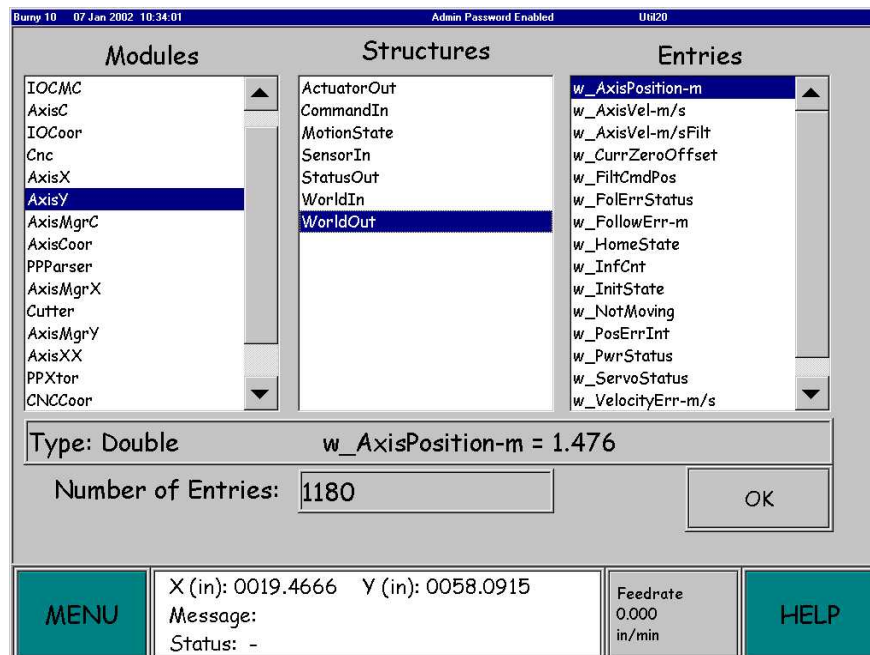 Burny 10 07 Jan 2002 10:34:01 Admin Password Enabled Util20
Modules
IOCMC
AxisC
IOCoor
Cnc
AxisX
AxisY
AxisMgrC
AxisCoor
PPParser
AxisMgrX
Cutter
AxisMgrY
AxisXX
PPXtor
CNCCoor
Structures
ActuatorOut
CommandIn
MotionState
SensorIn
StatusOut
WorldIn
WorldOut
Entries
w_AxisPosition-m
w_AxisVel-m/s
w_AxisVel-m/sFilt
w_CurrZeroOffset
w_FiltCmdPos
w_FolErrStatus
w_FollowErr-m
w_HomeState
w_InfCnt
w_InitState
w_NotMoving
w_PosErrInt
w_PwrStatus
w_ServoStatus
w_VelocityErr-m/s
Type: Double w_AxisPosition-m = 1.476
Number of Entries: 1180
OK
MENU
X (in): 0019.4666 Y (in): 0058.0915
Message:
Status: -
Feedrate
0.000
in/min
HELP